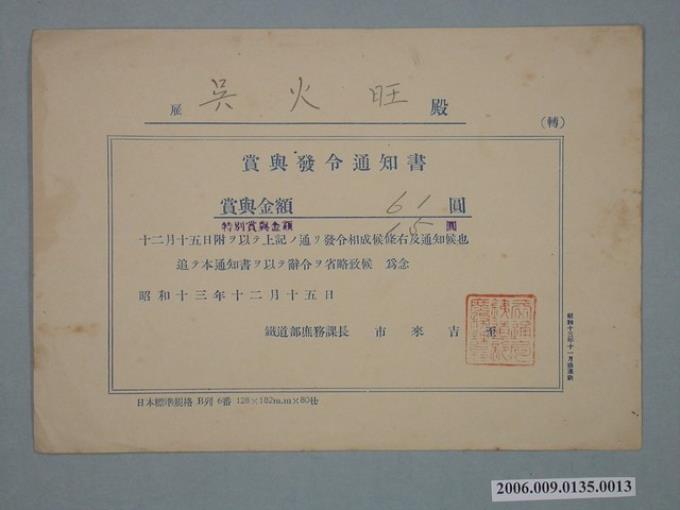 雇 吳火旺 殿
(轉)
賞與發令通知書
賞與金額 61 圓
特別賞與金額 15 圓
十二月十五日附ヲ以テ上記ノ通リ發令相成候條右及通知候也
追テ本通知書ヲ以テ辭令ヲ省略致候 爲念
昭和十三年十二月十五日
鐵道部庶務課長 市來吉至
日本標準規格 B列 6番 128×182m.m×80枚
2006.009.0135.0013